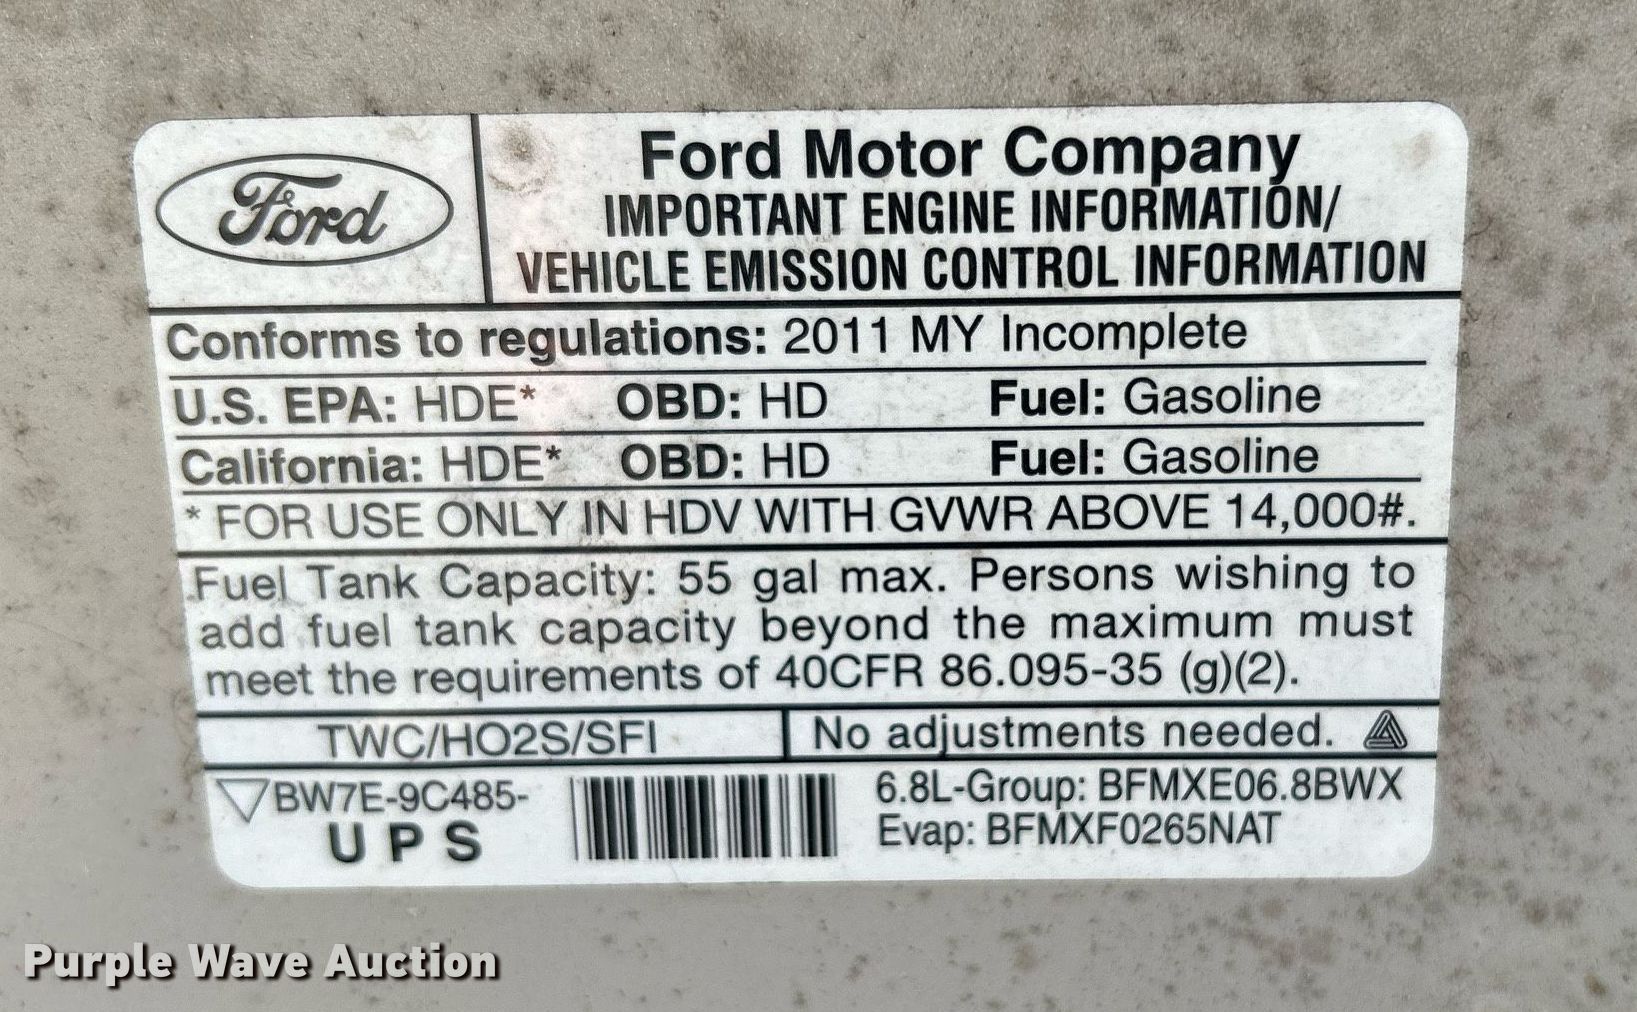 Ford
Ford Motor Company
IMPORTANT ENGINE INFORMATION/
VEHICLE EMISSION CONTROL INFORMATION
Conforms to regulations: 2011 MY Incomplete
U.S. EPA: HDE* OBD: HD Fuel: Gasoline
California: HDE* OBD: HD Fuel: Gasoline
* FOR USE ONLY IN HDV WITH GVWR ABOVE 14,000#.
Fuel Tank Capacity: 55 gal max. Persons wishing to
add fuel tank capacity beyond the maximum must
meet the requirements of 40CFR 86.095-35 (g)(2).
TWC/HO2S/SFI No adjustments needed.
BW7E-9C485-
UPS
6.8L-Group: BFMXE06.8BWX
Evap: BFMXF0265NAT
Purple Wave Auction